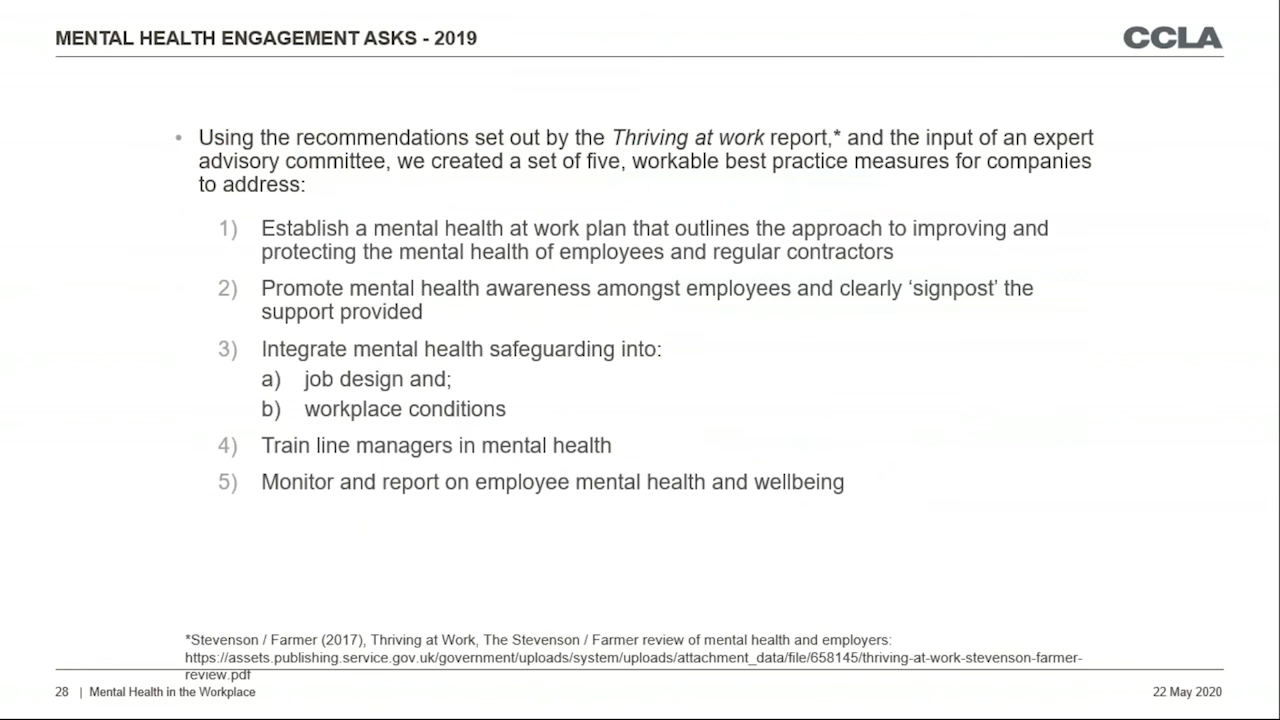 MENTAL HEALTH ENGAGEMENT ASKS - 2019
CCLA
• Using the recommendations set out by the Thriving at work report,* and the input of an expert
advisory committee, we created a set of five, workable best practice measures for companies
to address:
1) Establish a mental health at work plan that outlines the approach to improving and
protecting the mental health of employees and regular contractors
2) Promote mental health awareness amongst employees and clearly ‘signpost’ the
support provided
3) Integrate mental health safeguarding into:
a) job design and;
b) workplace conditions
4) Train line managers in mental health
5) Monitor and report on employee mental health and wellbeing
*Stevenson / Farmer (2017), Thriving at Work, The Stevenson / Farmer review of mental health and employers:
https://assets.publishing.service.gov.uk/government/uploads/system/uploads/attachment_data/file/658145/thriving-at-work-stevenson-farmer-
review.pdf
28 | Mental Health in the Workplace
22 May 2020